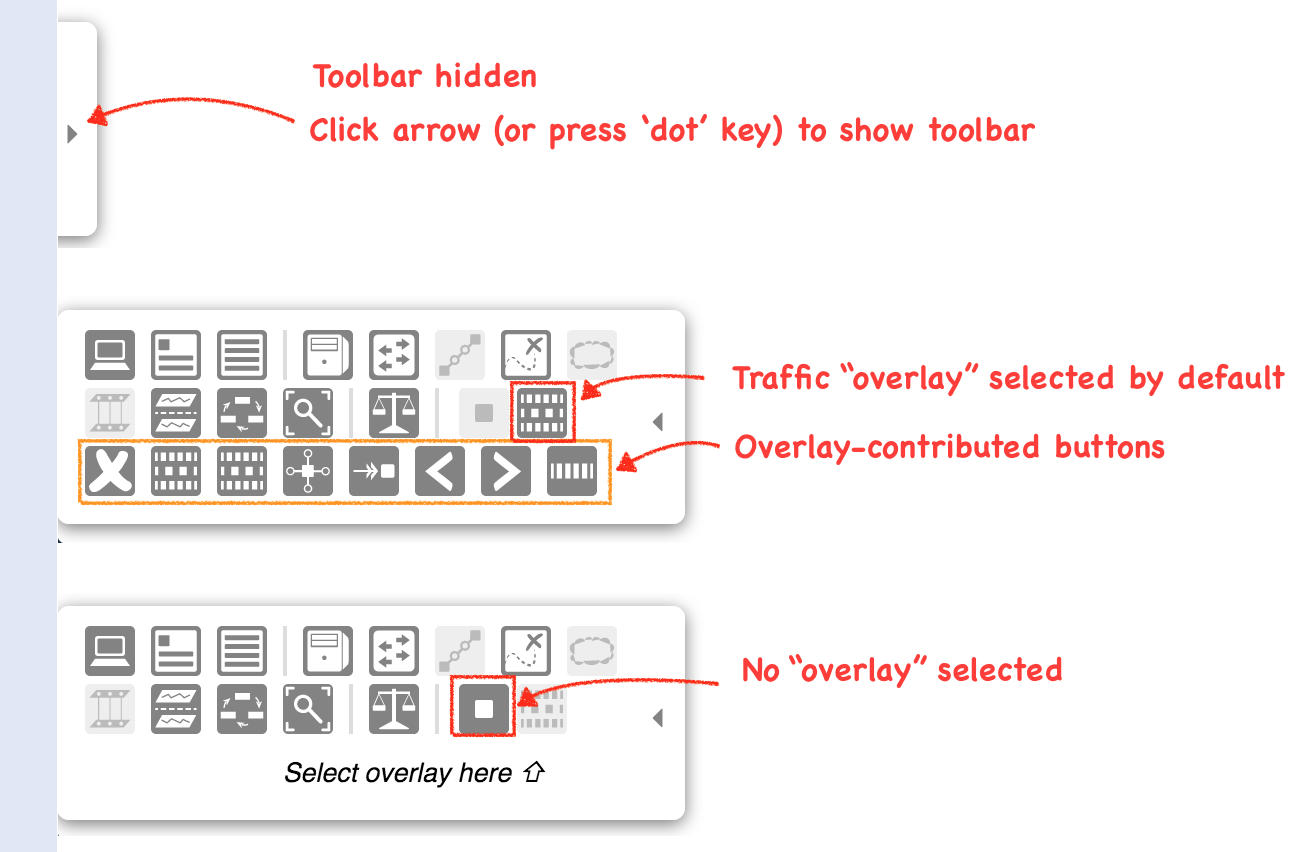 Toolbar hidden
Click arrow (or press ‘dot’ key) to show toolbar
Traffic “overlay” selected by default
Overlay-contributed buttons
No “overlay” selected
Select overlay here ⇧